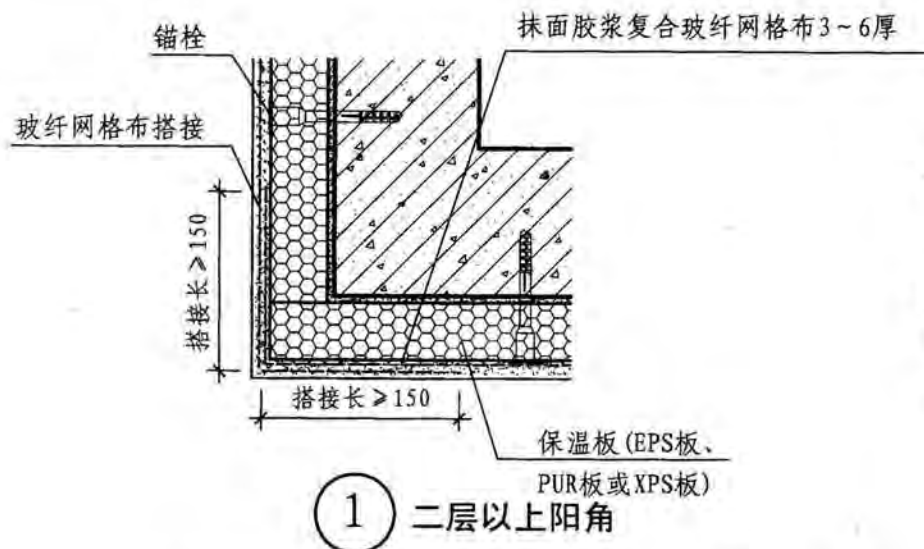 抹面胶浆复合玻纤网格布3~6厚
锚栓
玻纤网格布搭接
搭接长≥150
搭接长≥150
保温板(EPS板、
PUR板或XPS板)
1 二层以上阳角